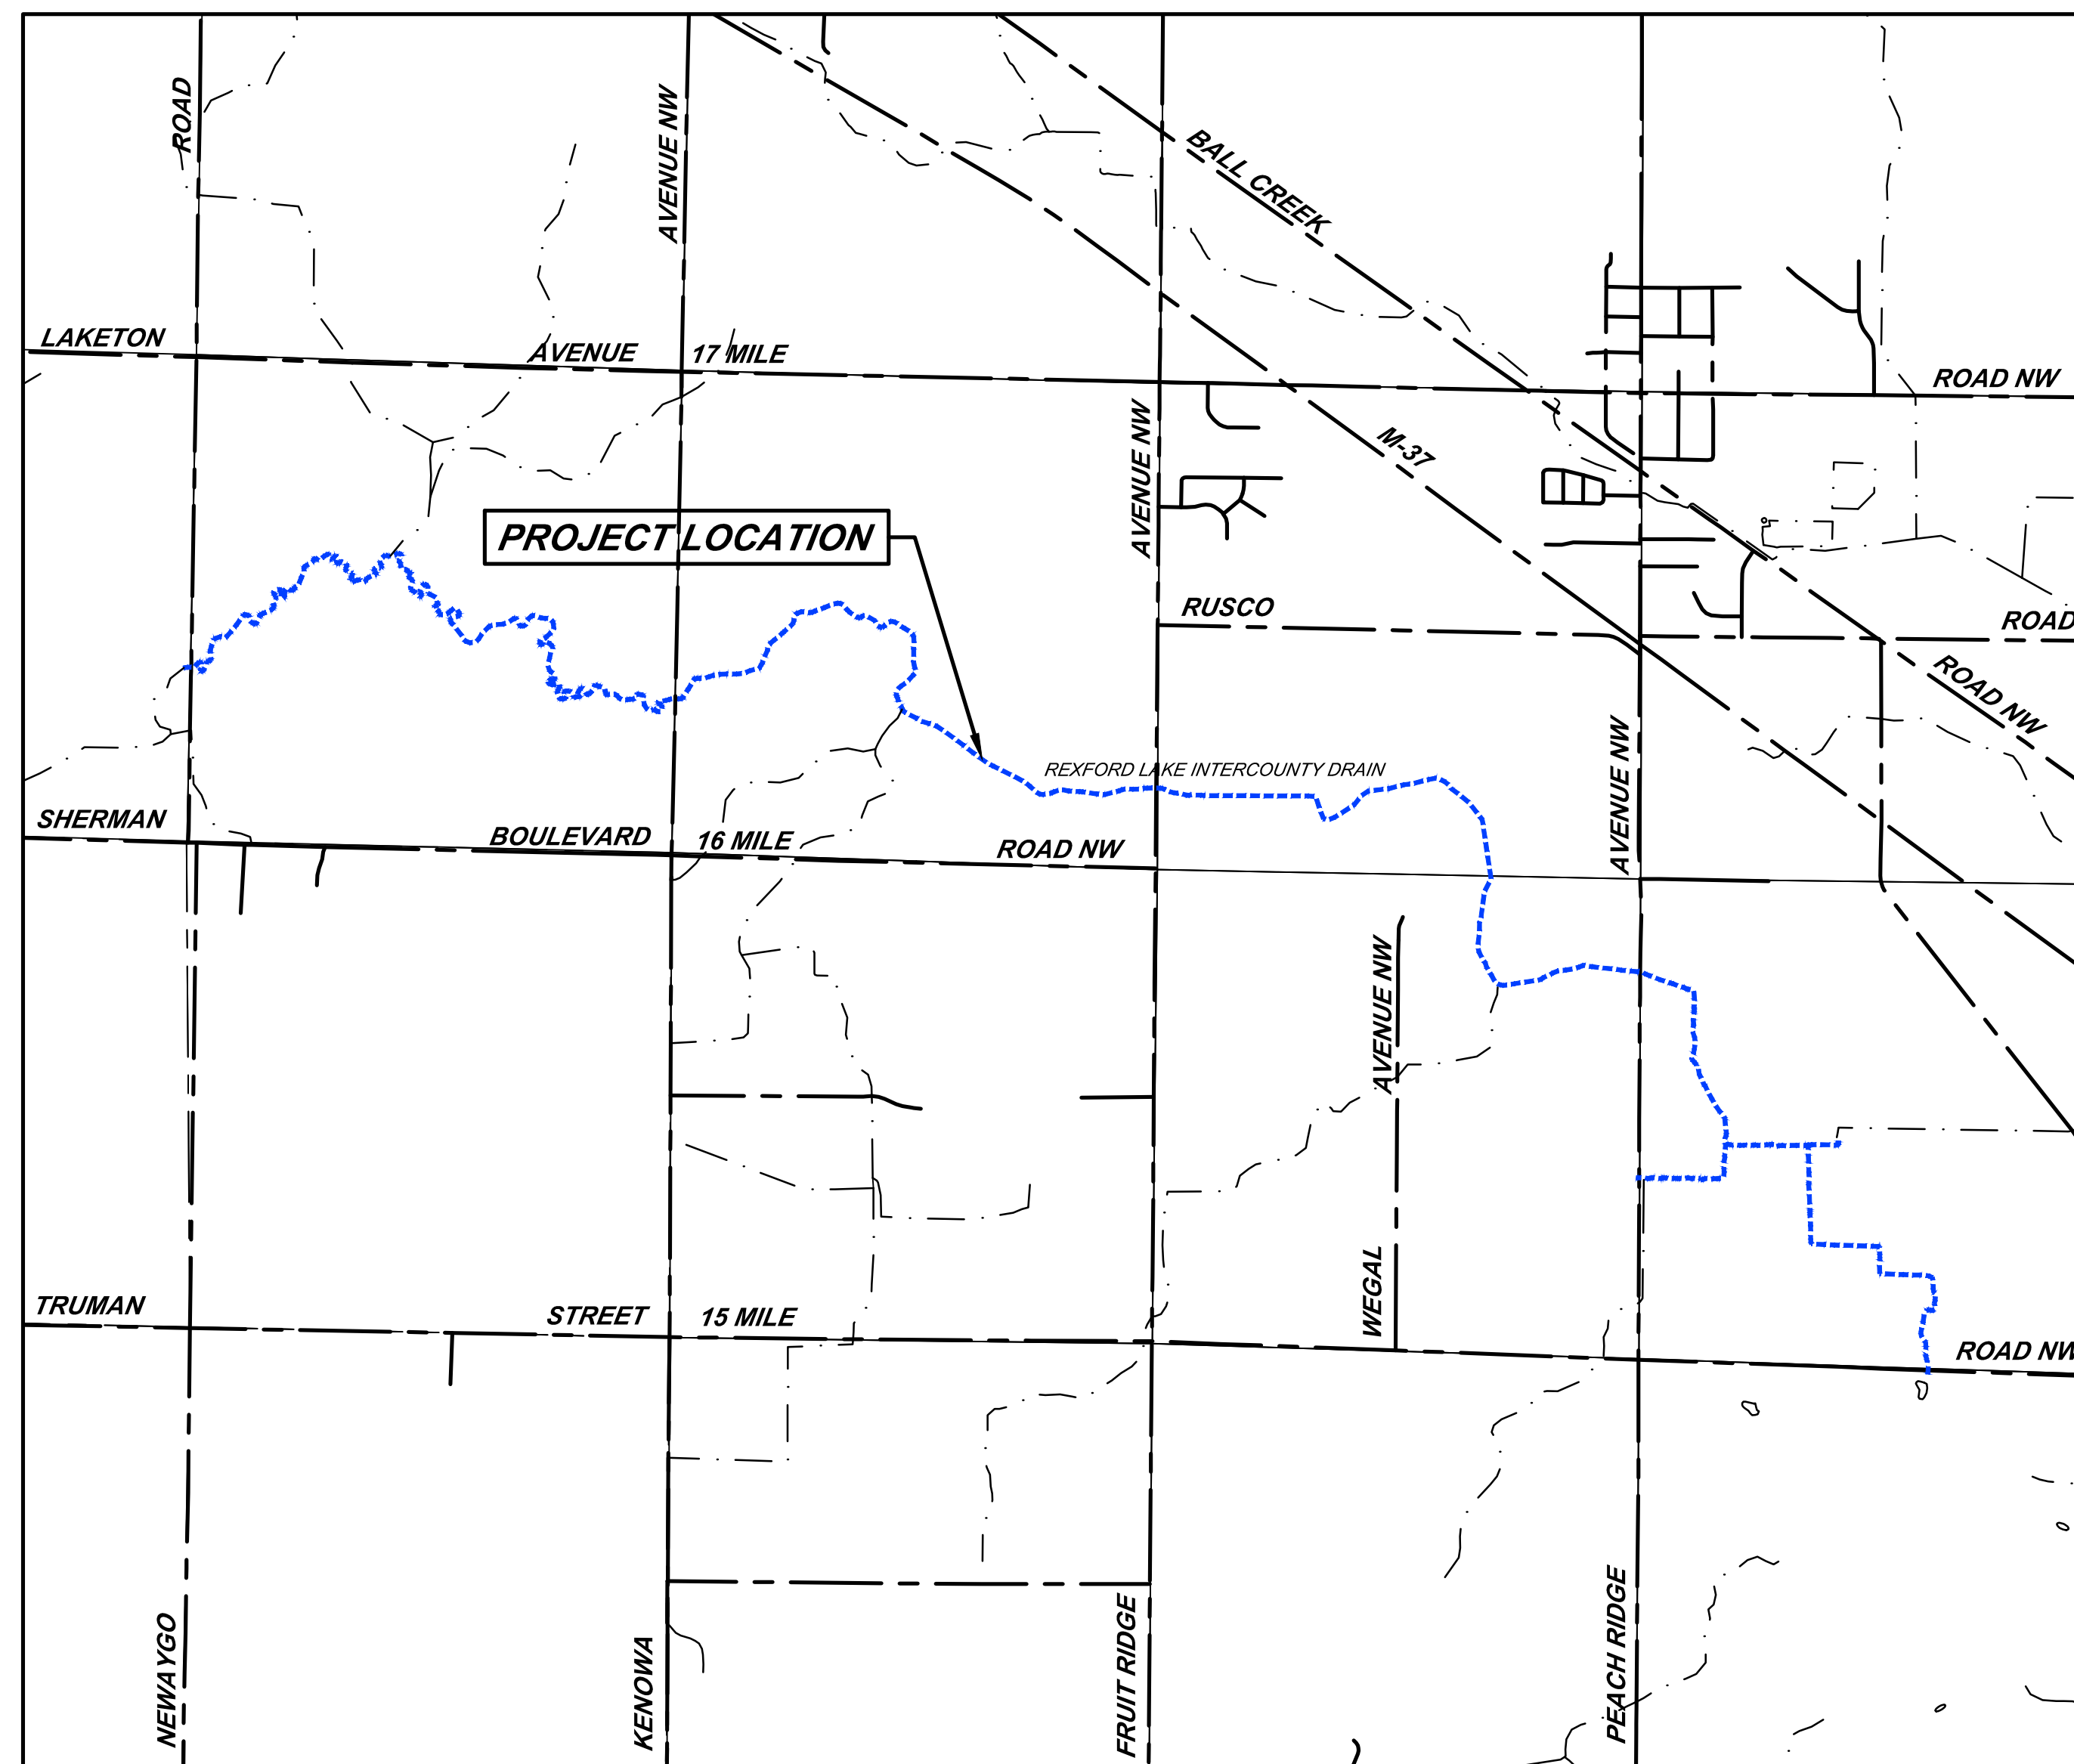 ROAD
AVENUE NW
BALL CREEK
LAKETON
AVENUE
17 MILE
ROAD NW
AVENUE NW
M-37
PROJECT LOCATION
RUSCO
ROAD
ROAD NW
AVENUE NW
REXFORD LAKE INTERCOUNTY DRAIN
SHERMAN
BOULEVARD
16 MILE
ROAD NW
AVENUE NW
WEGAL
TRUMAN
STREET
15 MILE
ROAD NW
NEWAYGO
KENOWA
FRUIT RIDGE
PEACH RIDGE